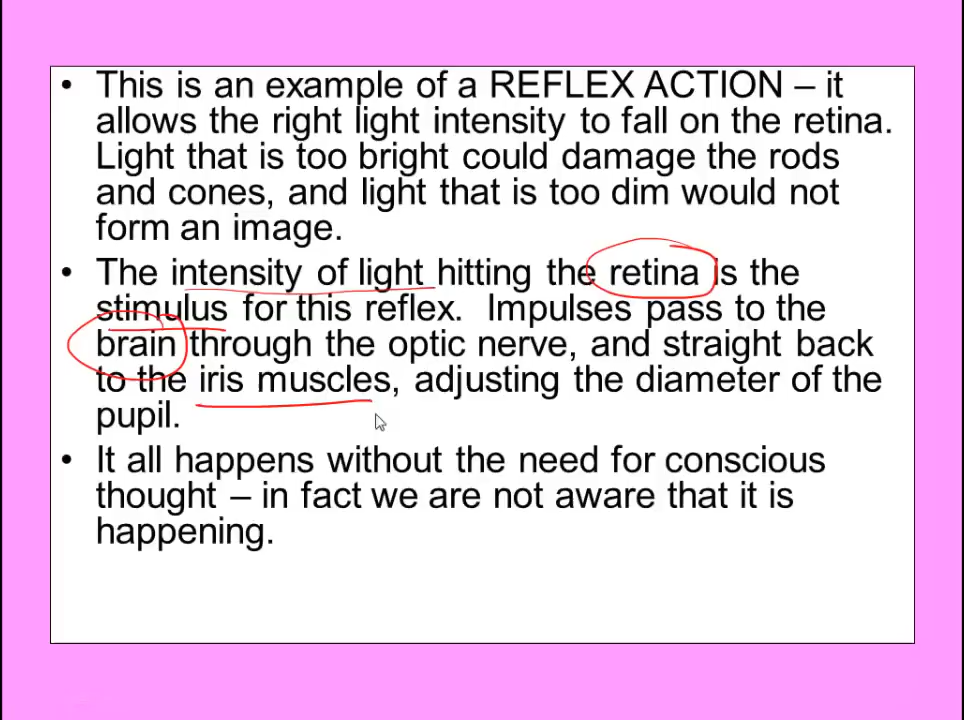 • This is an example of a REFLEX ACTION – it
allows the right light intensity to fall on the retina.
Light that is too bright could damage the rods
and cones, and light that is too dim would not
form an image.
• The intensity of light hitting the retina is the
stimulus for this reflex.  Impulses pass to the
brain through the optic nerve, and straight back
to the iris muscles, adjusting the diameter of the
pupil.
• It all happens without the need for conscious
thought – in fact we are not aware that it is
happening.